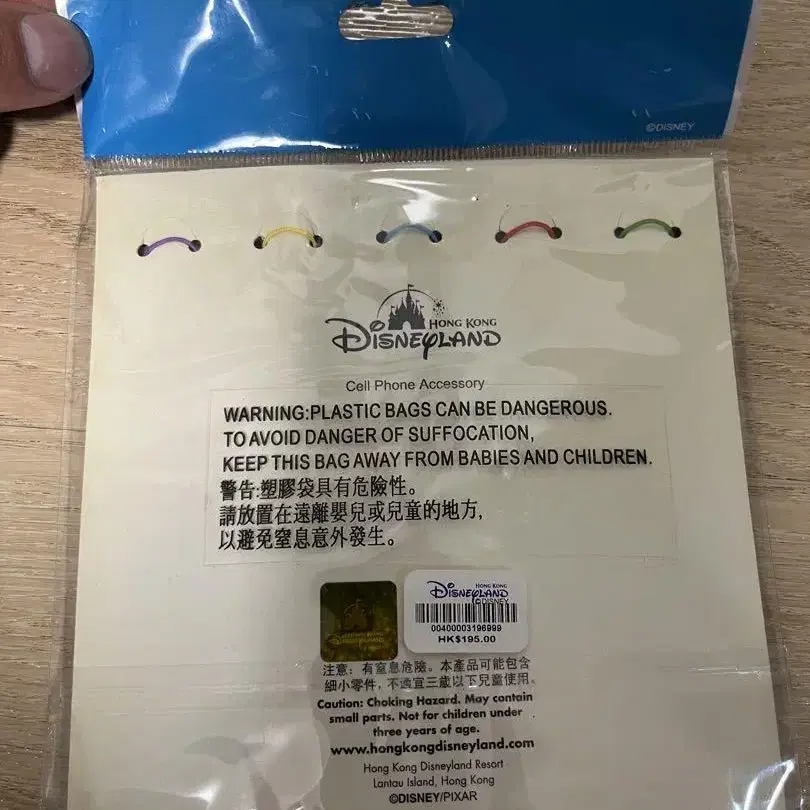 ©DISNEY
HONG KONG
DISNEYLAND
Cell Phone Accessory
WARNING:PLASTIC BAGS CAN BE DANGEROUS.
TO AVOID DANGER OF SUFFOCATION,
KEEP THIS BAG AWAY FROM BABIES AND CHILDREN.
警告:塑膠袋具有危險性。
請放置在遠離嬰兒或兒童的地方,
以避免窒息意外發生。
HONG KONG
DISNEYLAND
©DISNEY
00400003196999
HK$195.00
注意: 有窒息危險。本產品可能包含
細小零件, 不適宜三歲以下兒童使用。
Caution: Choking Hazard. May contain
small parts. Not for children under
three years of age.
www.hongkongdisneyland.com
Hong Kong Disneyland Resort
Lantau Island, Hong Kong
©DISNEY/PIXAR